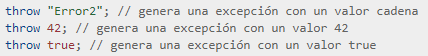 throw "Error2"; // genera una excepción con un valor cadena
throw 42; // genera una excepción con un valor 42
throw true; // genera una excepción con un valor true